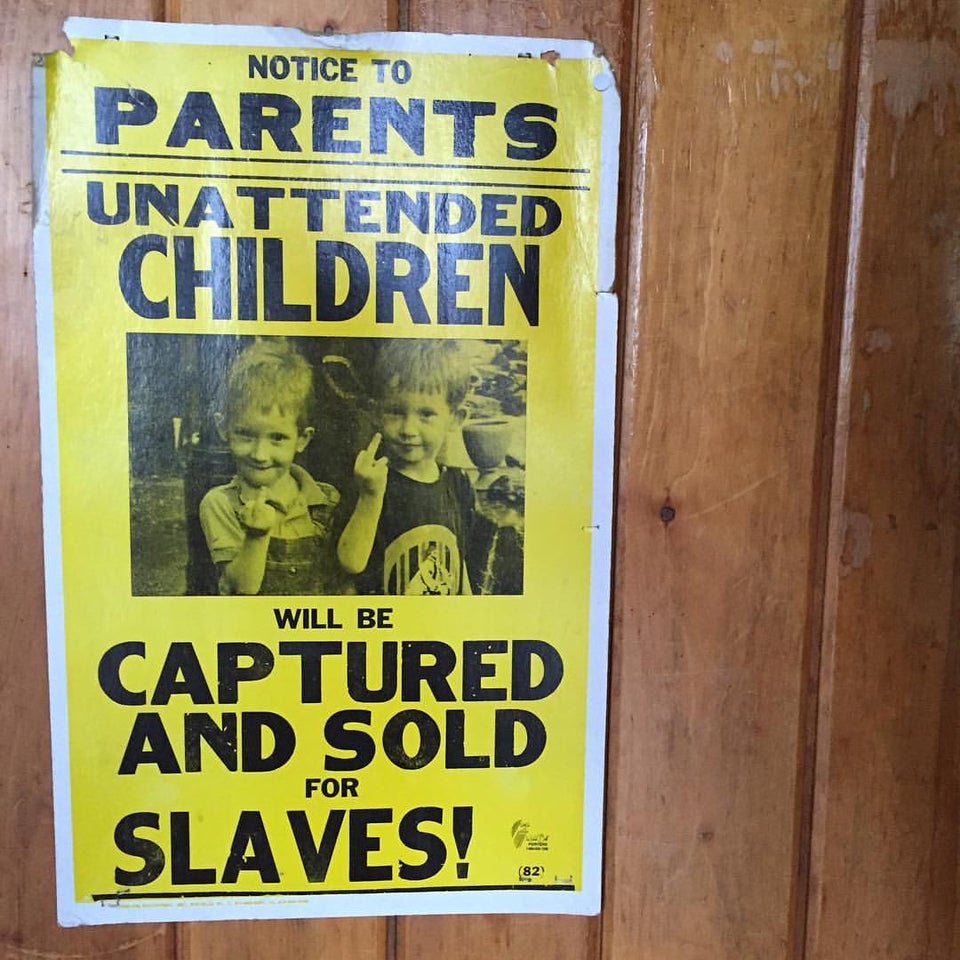 NOTICE TO
PARENTS
UNATTENDED
CHILDREN
WILL BE
CAPTURED
AND SOLD
FOR
SLAVES!
(82)